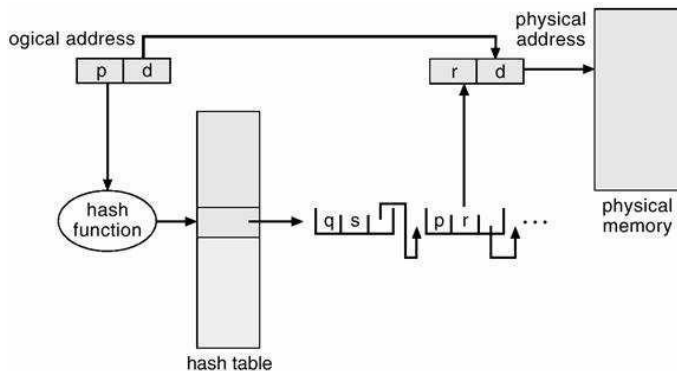 ogical address
physical
address
p d
r d
hash
function
q s
p r
...
physical
memory
hash table